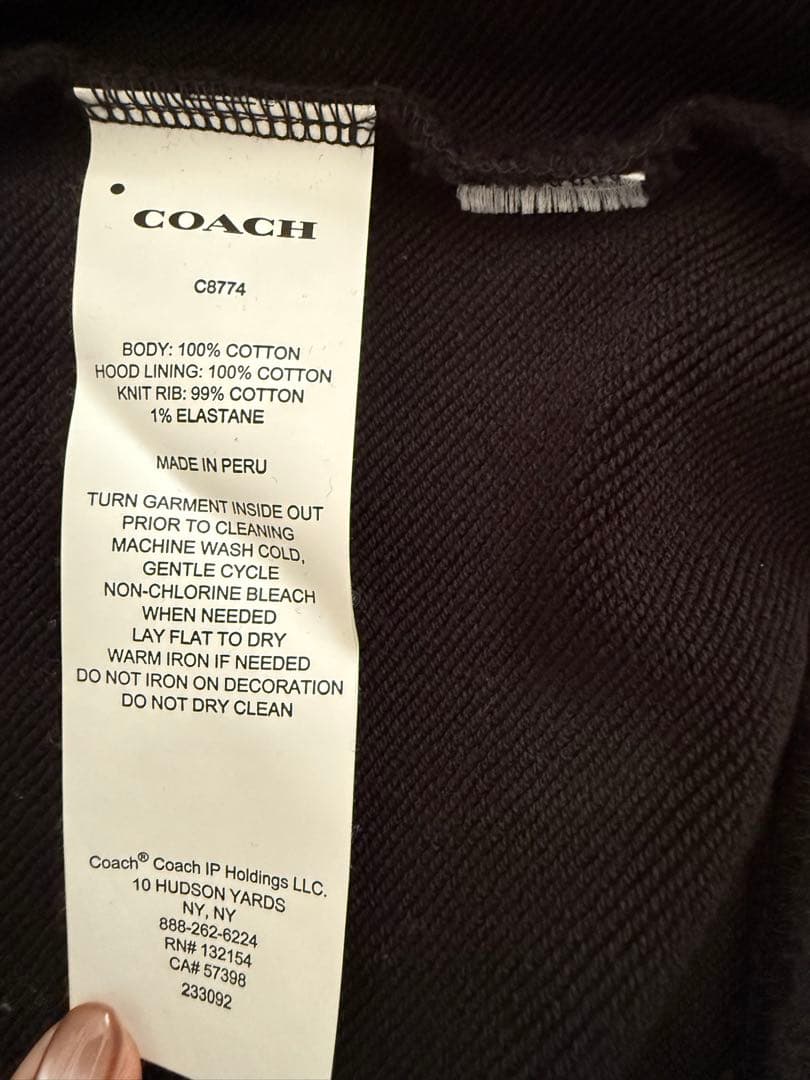 COACH
C8774
BODY: 100% COTTON
HOOD LINING: 100% COTTON
KNIT RIB: 99% COTTON
1% ELASTANE
MADE IN PERU
TURN GARMENT INSIDE OUT
PRIOR TO CLEANING
MACHINE WASH COLD,
GENTLE CYCLE
NON-CHLORINE BLEACH
WHEN NEEDED
LAY FLAT TO DRY
WARM IRON IF NEEDED
DO NOT IRON ON DECORATION
DO NOT DRY CLEAN
Coach® Coach IP Holdings LLC.
10 HUDSON YARDS
NY, NY
888-262-6224
RN# 132154
CA# 57398
233092